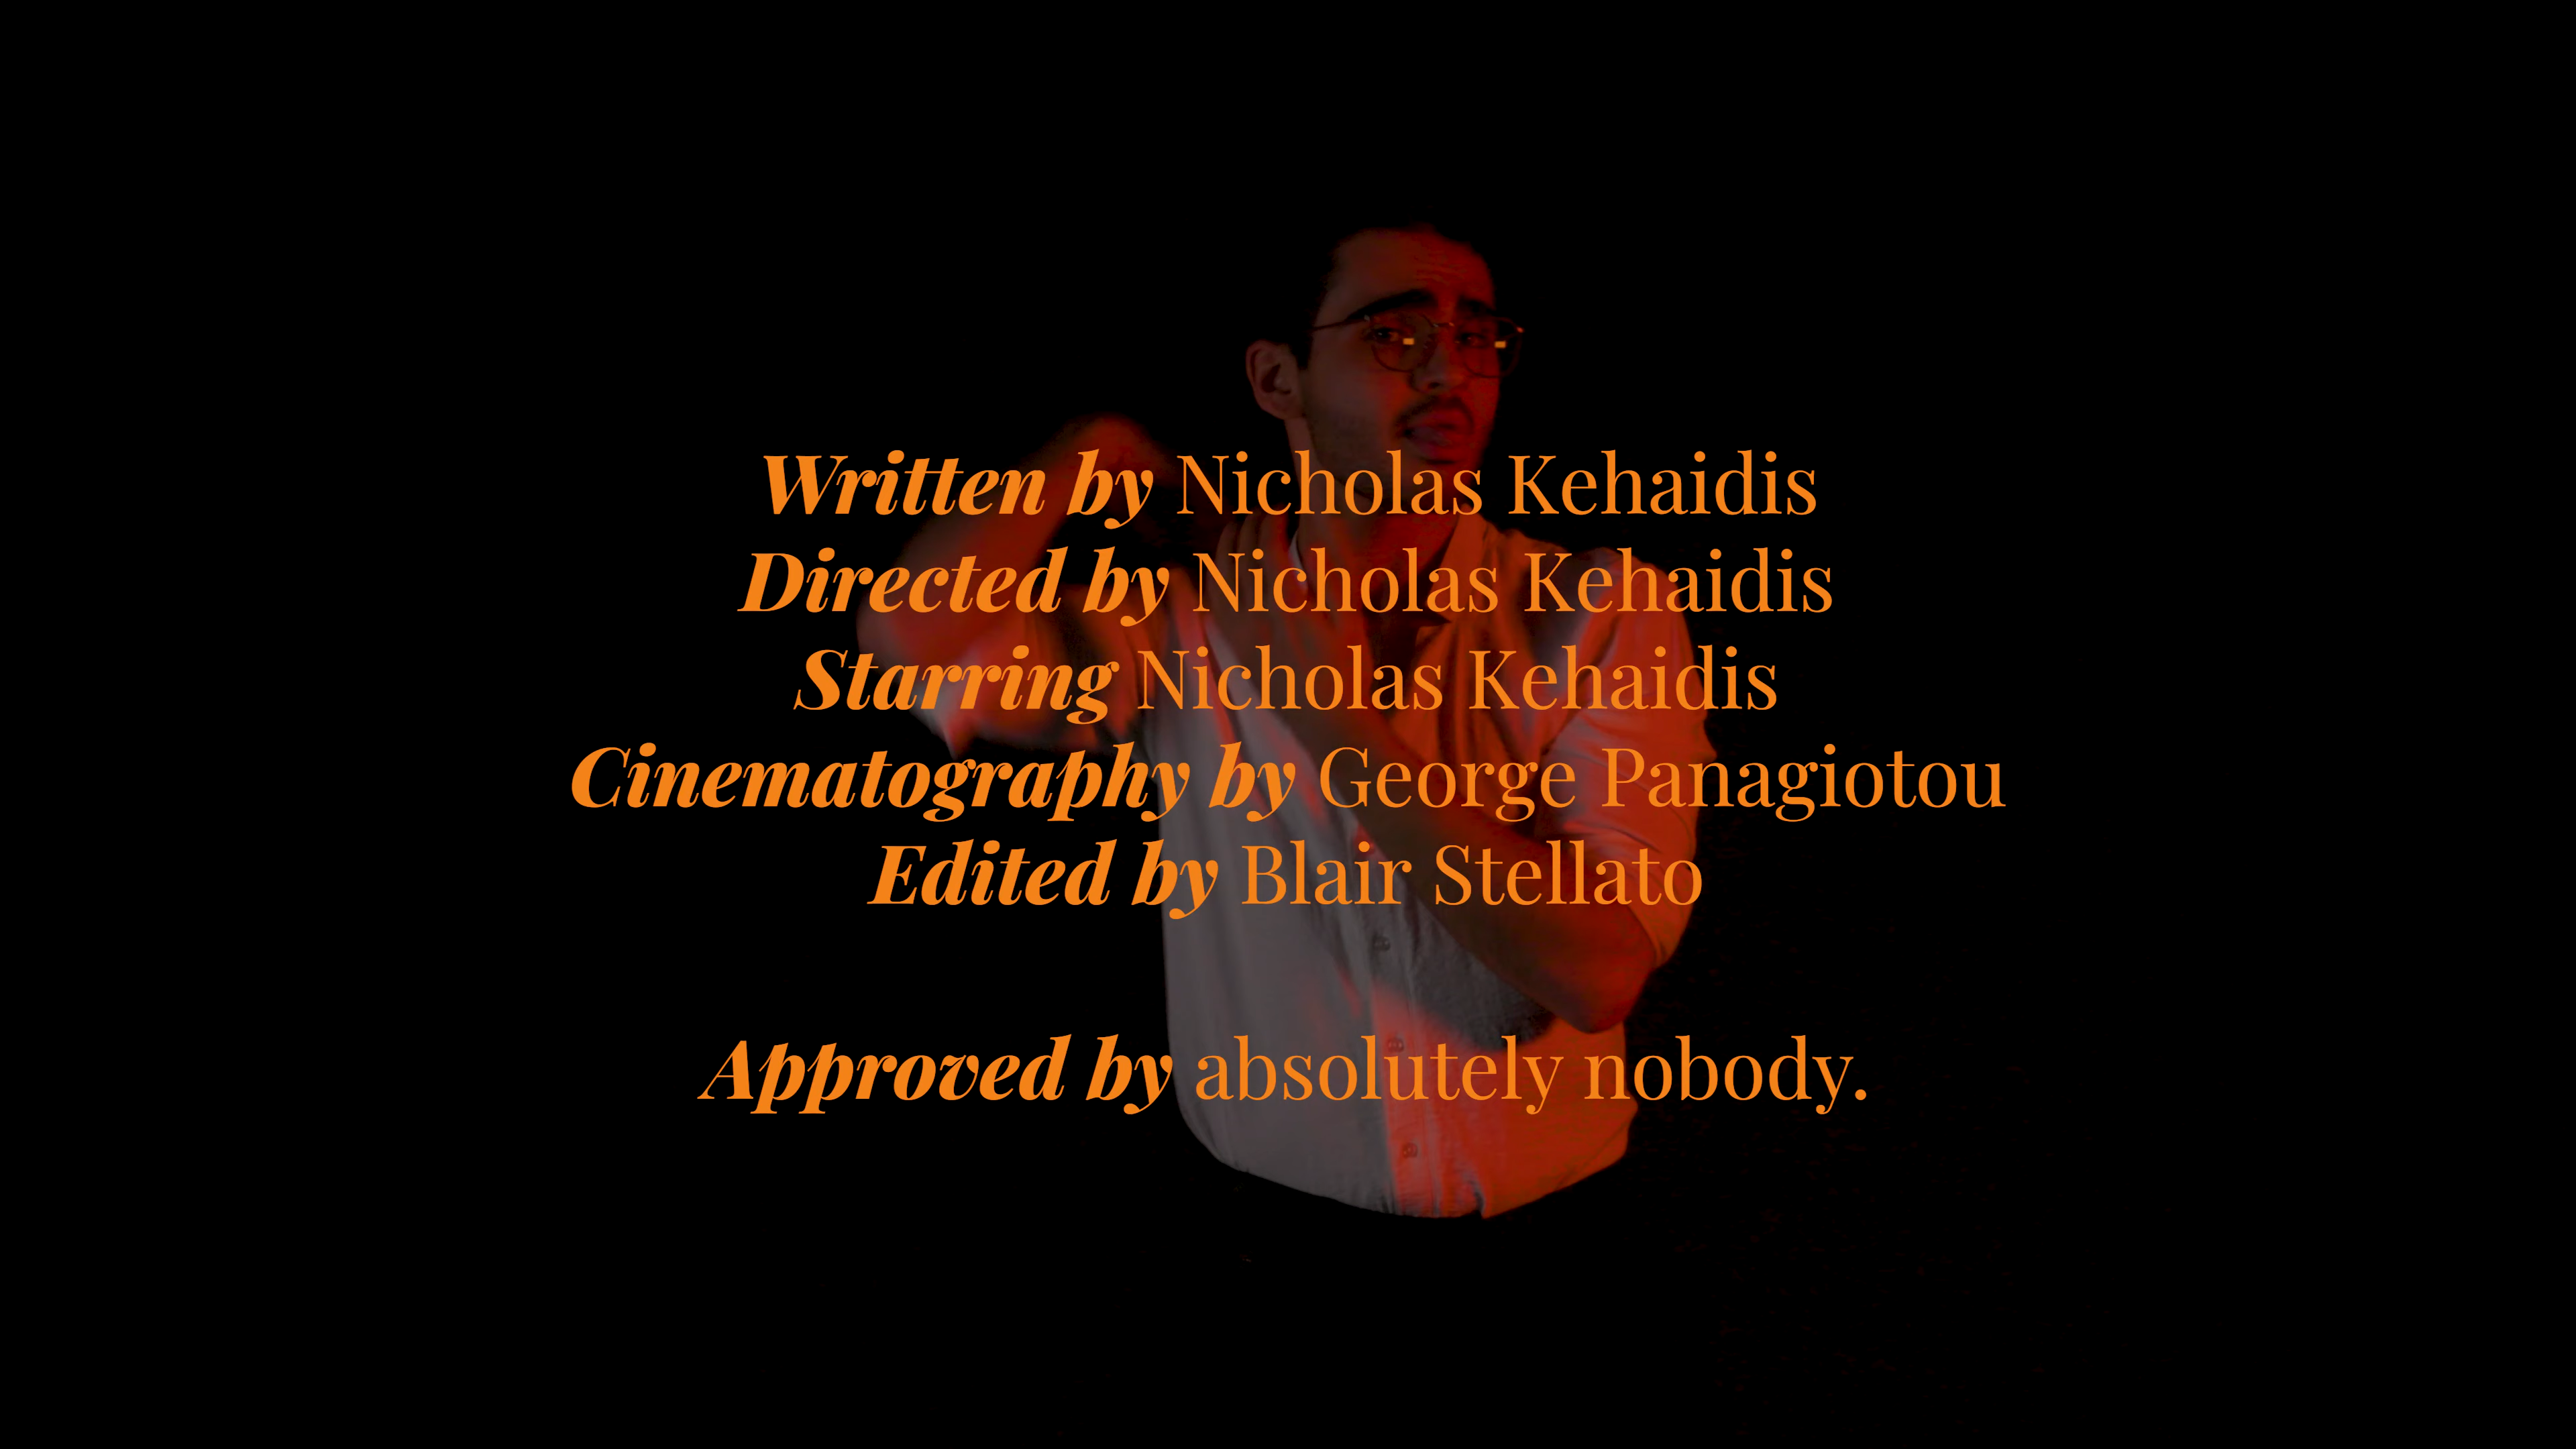 Written by Nicholas Kehaidis
Directed by Nicholas Kehaidis
Starring Nicholas Kehaidis
Cinematography by George Panagiotou
Edited by Blair Stellato
Approved by absolutely nobody.